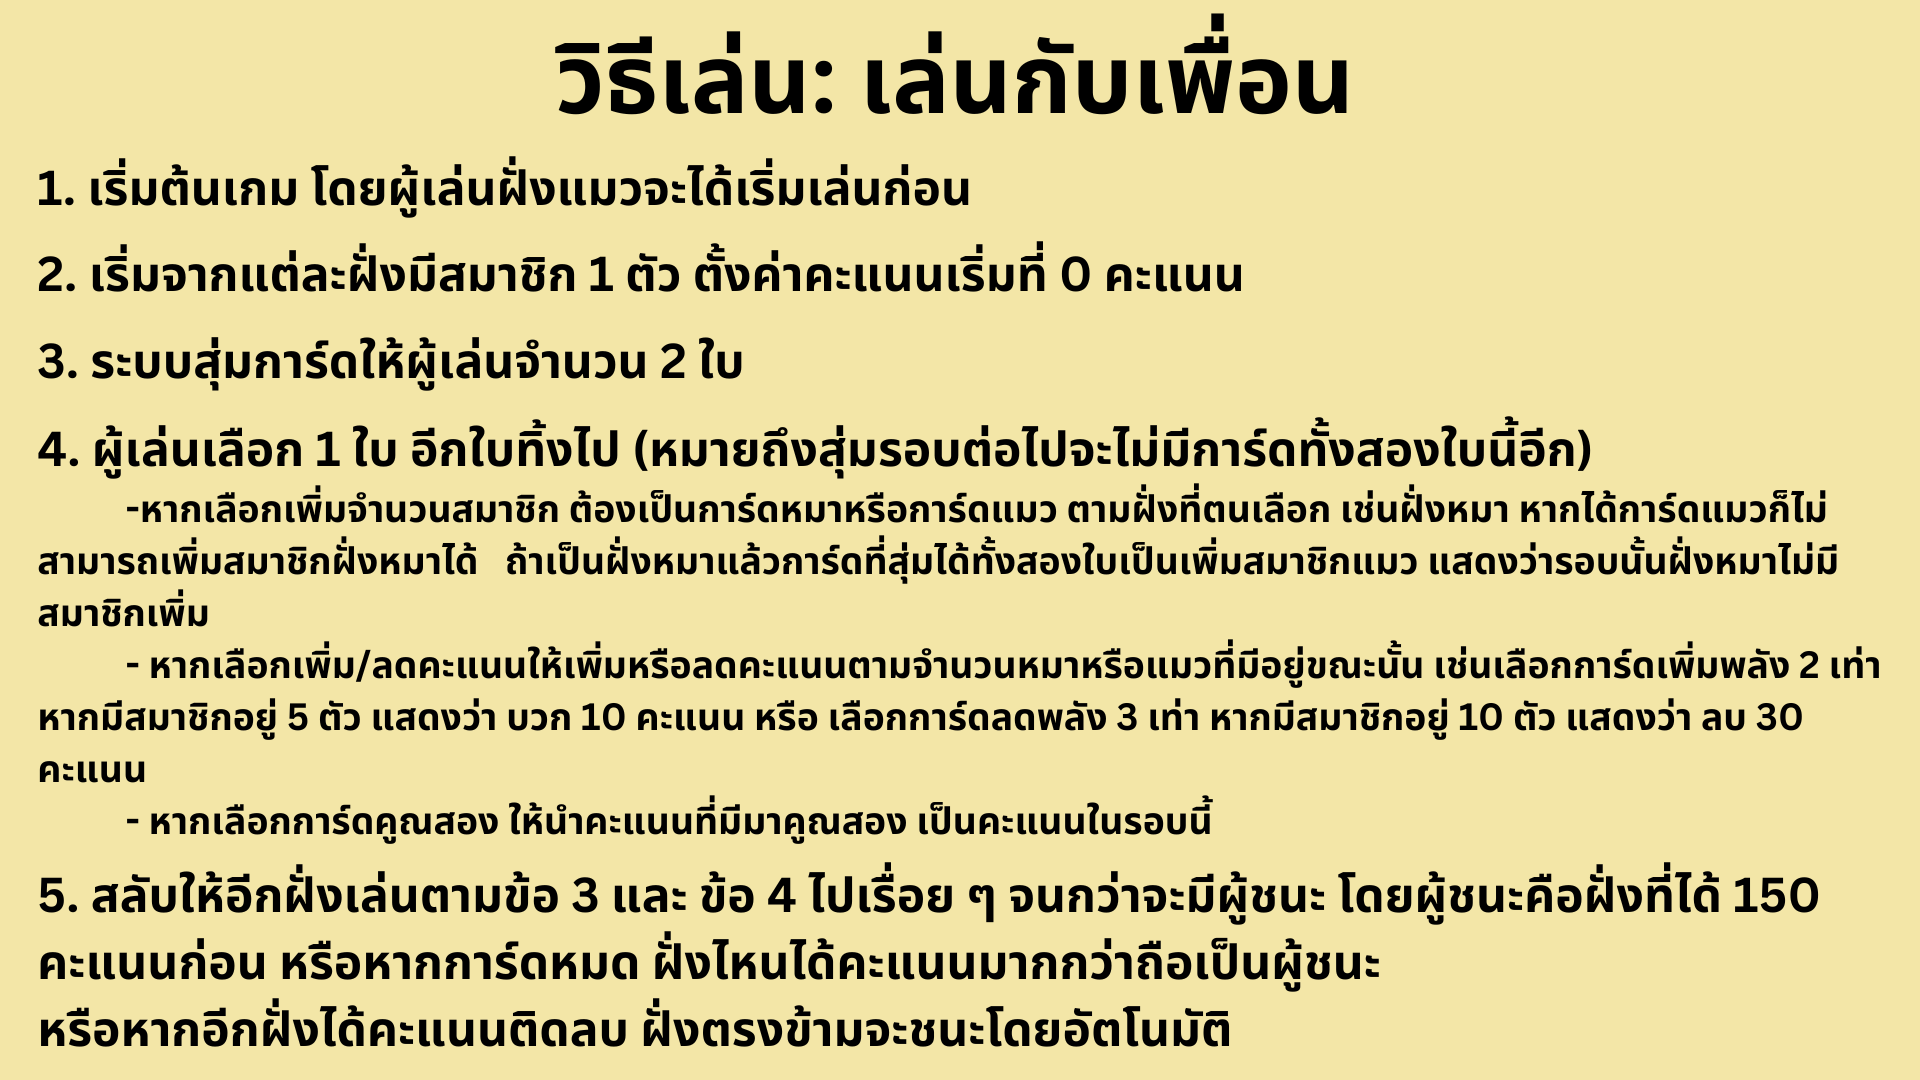 วิธีเล่น: เล่นกับเพื่อน
1. เริ่มต้นเกม โดยผู้เล่นฝั่งแมวจะได้เริ่มเล่นก่อน
2. เริ่มจากแต่ละฝั่งมีสมาชิก 1 ตัว ตั้งค่าคะแนนเริ่มที่ 0 คะแนน
3. ระบบสุ่มการ์ดให้ผู้เล่นจำนวน 2 ใบ
4. ผู้เล่นเลือก 1 ใบ อีกใบทิ้งไป (หมายถึงสุ่มรอบต่อไปจะไม่มีการ์ดทั้งสองใบนี้อีก)
-หากเลือกเพิ่มจำนวนสมาชิก ต้องเป็นการ์ดหมาหรือการ์ดแมว ตามฝั่งที่ตนเลือก เช่นฝั่งหมา หากได้การ์ดแมวก็ไม่
สามารถเพิ่มสมาชิกฝั่งหมาได้ ถ้าเป็นฝั่งหมาแล้วการ์ดที่สุ่มได้ทั้งสองใบเป็นเพิ่มสมาชิกแมว แสดงว่ารอบนั้นฝั่งหมาไม่มี
สมาชิกเพิ่ม
- หากเลือกเพิ่ม/ลดคะแนนให้เพิ่มหรือลดคะแนนตามจำนวนหมาหรือแมวที่มีอยู่ขณะนั้น เช่นเลือกการ์ดเพิ่มพลัง 2 เท่า
หากมีสมาชิกอยู่ 5 ตัว แสดงว่า บวก 10 คะแนน หรือ เลือกการ์ดลดพลัง 3 เท่า หากมีสมาชิกอยู่ 10 ตัว แสดงว่า ลบ 30
คะแนน
- หากเลือกการ์ดคูณสอง ให้นำคะแนนที่มีมาคูณสอง เป็นคะแนนในรอบนี้
5. สลับให้อีกฝั่งเล่นตามข้อ 3 และ ข้อ 4 ไปเรื่อย ๆ จนกว่าจะมีผู้ชนะ โดยผู้ชนะคือฝั่งที่ได้ 150
คะแนนก่อน หรือหากการ์ดหมด ฝั่งไหนได้คะแนนมากกว่าถือเป็นผู้ชนะ
หรือหากอีกฝั่งได้คะแนนติดลบ ฝั่งตรงข้ามจะชนะโดยอัตโนมัติ